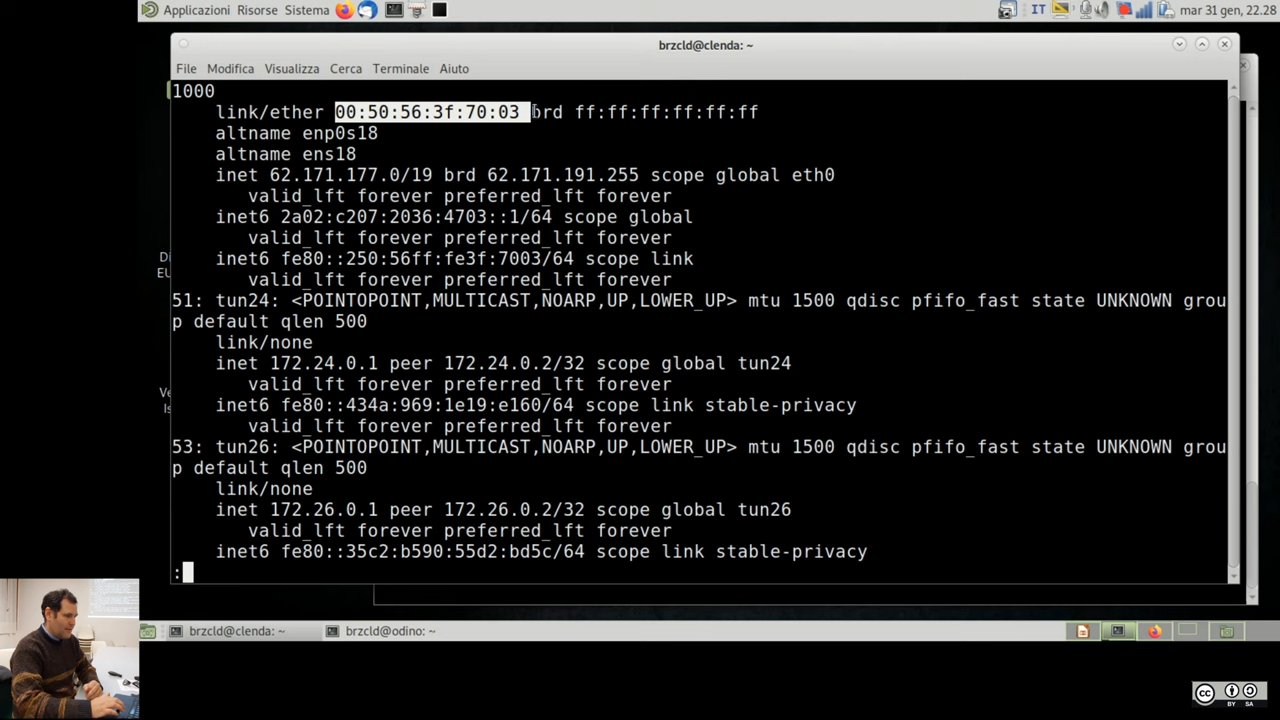 Applicazioni Risorse Sistema
IT
mar 31 gen, 22.28
brzcld@clenda: ~
File Modifica Visualizza Cerca Terminale Aiuto
1000
link/ether 00:50:56:3f:70:03 brd ff:ff:ff:ff:ff:ff
altname enp0s18
altname ens18
inet 62.171.177.0/19 brd 62.171.191.255 scope global eth0
valid_lft forever preferred_lft forever
inet6 2a02:c207:2036:4703::1/64 scope global
valid_lft forever preferred_lft forever
inet6 fe80::250:56ff:fe3f:7003/64 scope link
valid_lft forever preferred_lft forever
51: tun24: <POINTOPOINT,MULTICAST,NOARP,UP,LOWER_UP> mtu 1500 qdisc pfifo_fast state UNKNOWN grou
p default qlen 500
link/none
inet 172.24.0.1 peer 172.24.0.2/32 scope global tun24
valid_lft forever preferred_lft forever
inet6 fe80::434a:969:1e19:e160/64 scope link stable-privacy
valid_lft forever preferred_lft forever
53: tun26: <POINTOPOINT,MULTICAST,NOARP,UP,LOWER_UP> mtu 1500 qdisc pfifo_fast state UNKNOWN grou
p default qlen 500
link/none
inet 172.26.0.1 peer 172.26.0.2/32 scope global tun26
valid_lft forever preferred_lft forever
inet6 fe80::35c2:b590:55d2:bd5c/64 scope link stable-privacy
:
Di
EU
Ve
Is
brzcld@clenda: ~
brzcld@odino: ~
cc
BY SA